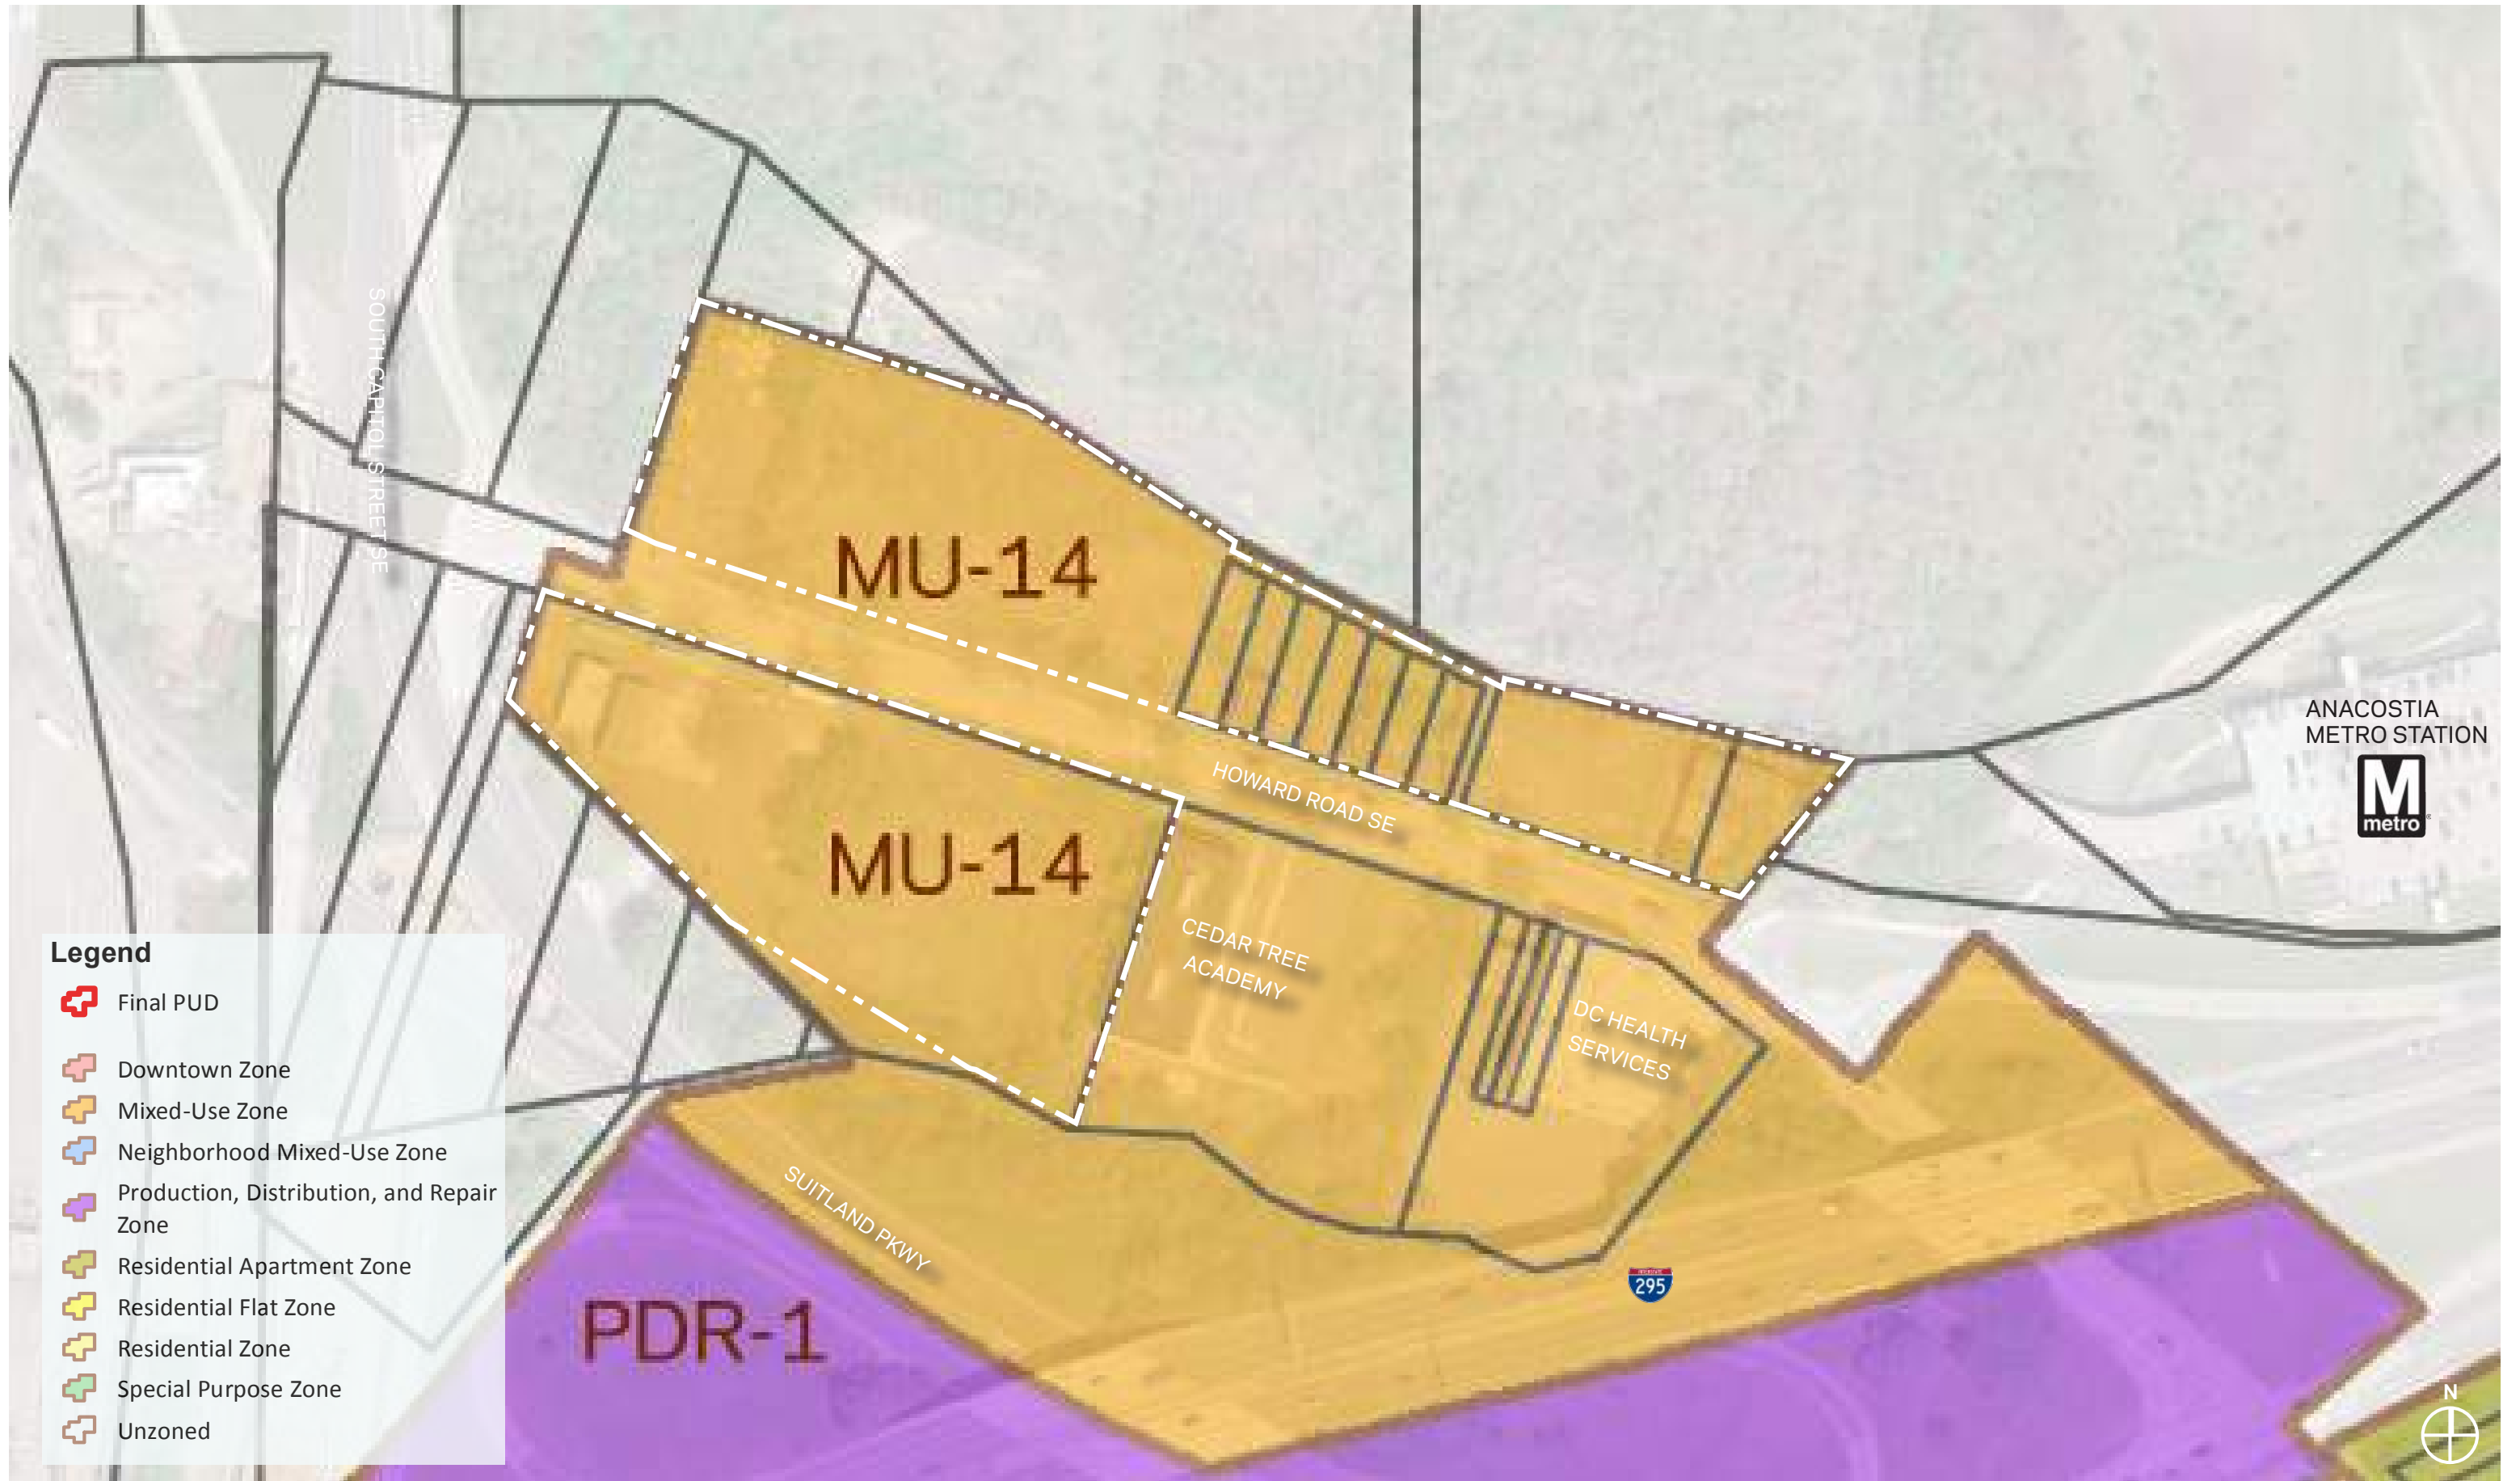 SOUTH CAPITOL STREET SE
MU-14
MU-14
HOWARD ROAD SE
ANACOSTIA
METRO STATION
M
metro
CEDAR TREE
ACADEMY
DC HEALTH
SERVICES
SUITLAND PKWY
295
PDR-1
N
Legend
Final PUD
Downtown Zone
Mixed-Use Zone
Neighborhood Mixed-Use Zone
Production, Distribution, and Repair
Zone
Residential Apartment Zone
Residential Flat Zone
Residential Zone
Special Purpose Zone
Unzoned